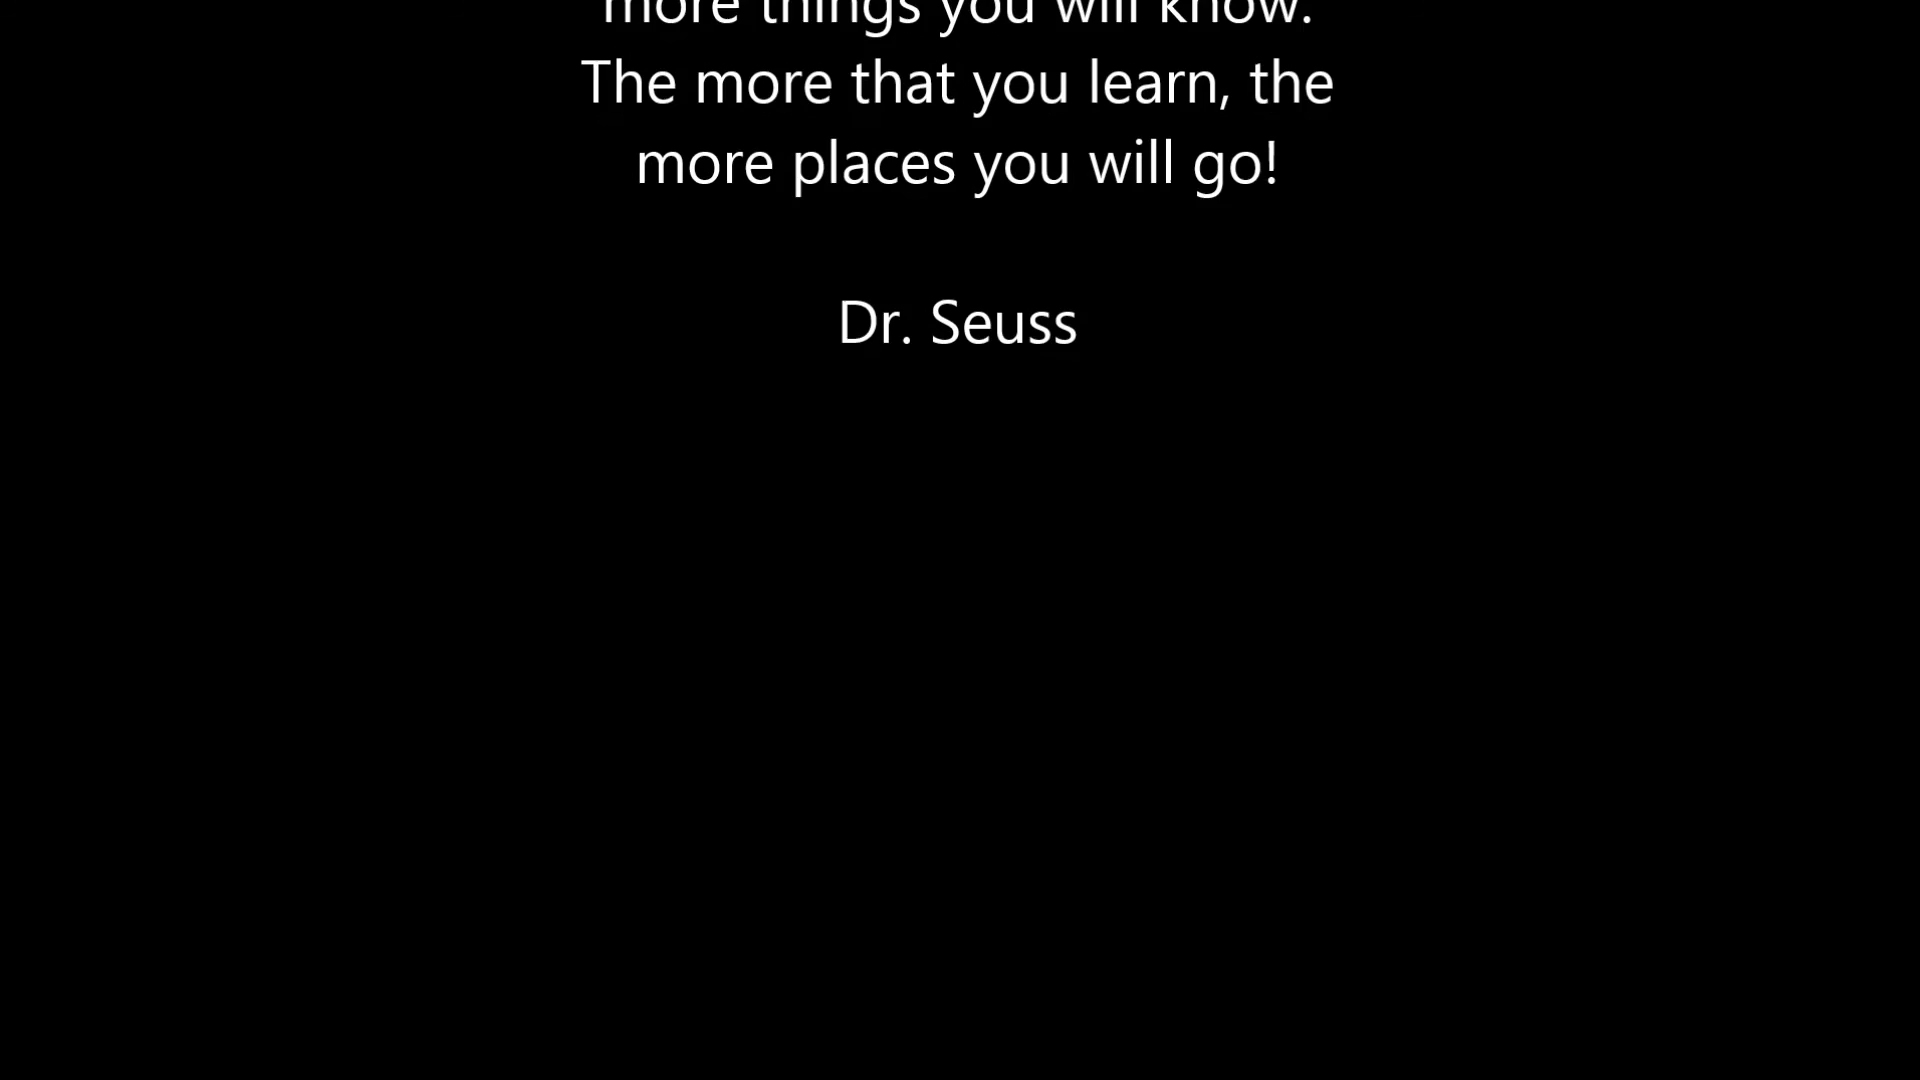 more things you will know.
The more that you learn, the
more places you will go!
Dr. Seuss